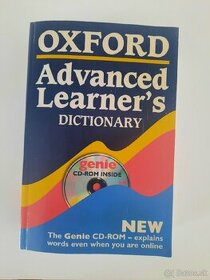 OXFORD
Advanced
Learner's
DICTIONARY
genie
CD-ROM INSIDE
NEW
The Genie CD-ROM – explains
words even when you are online